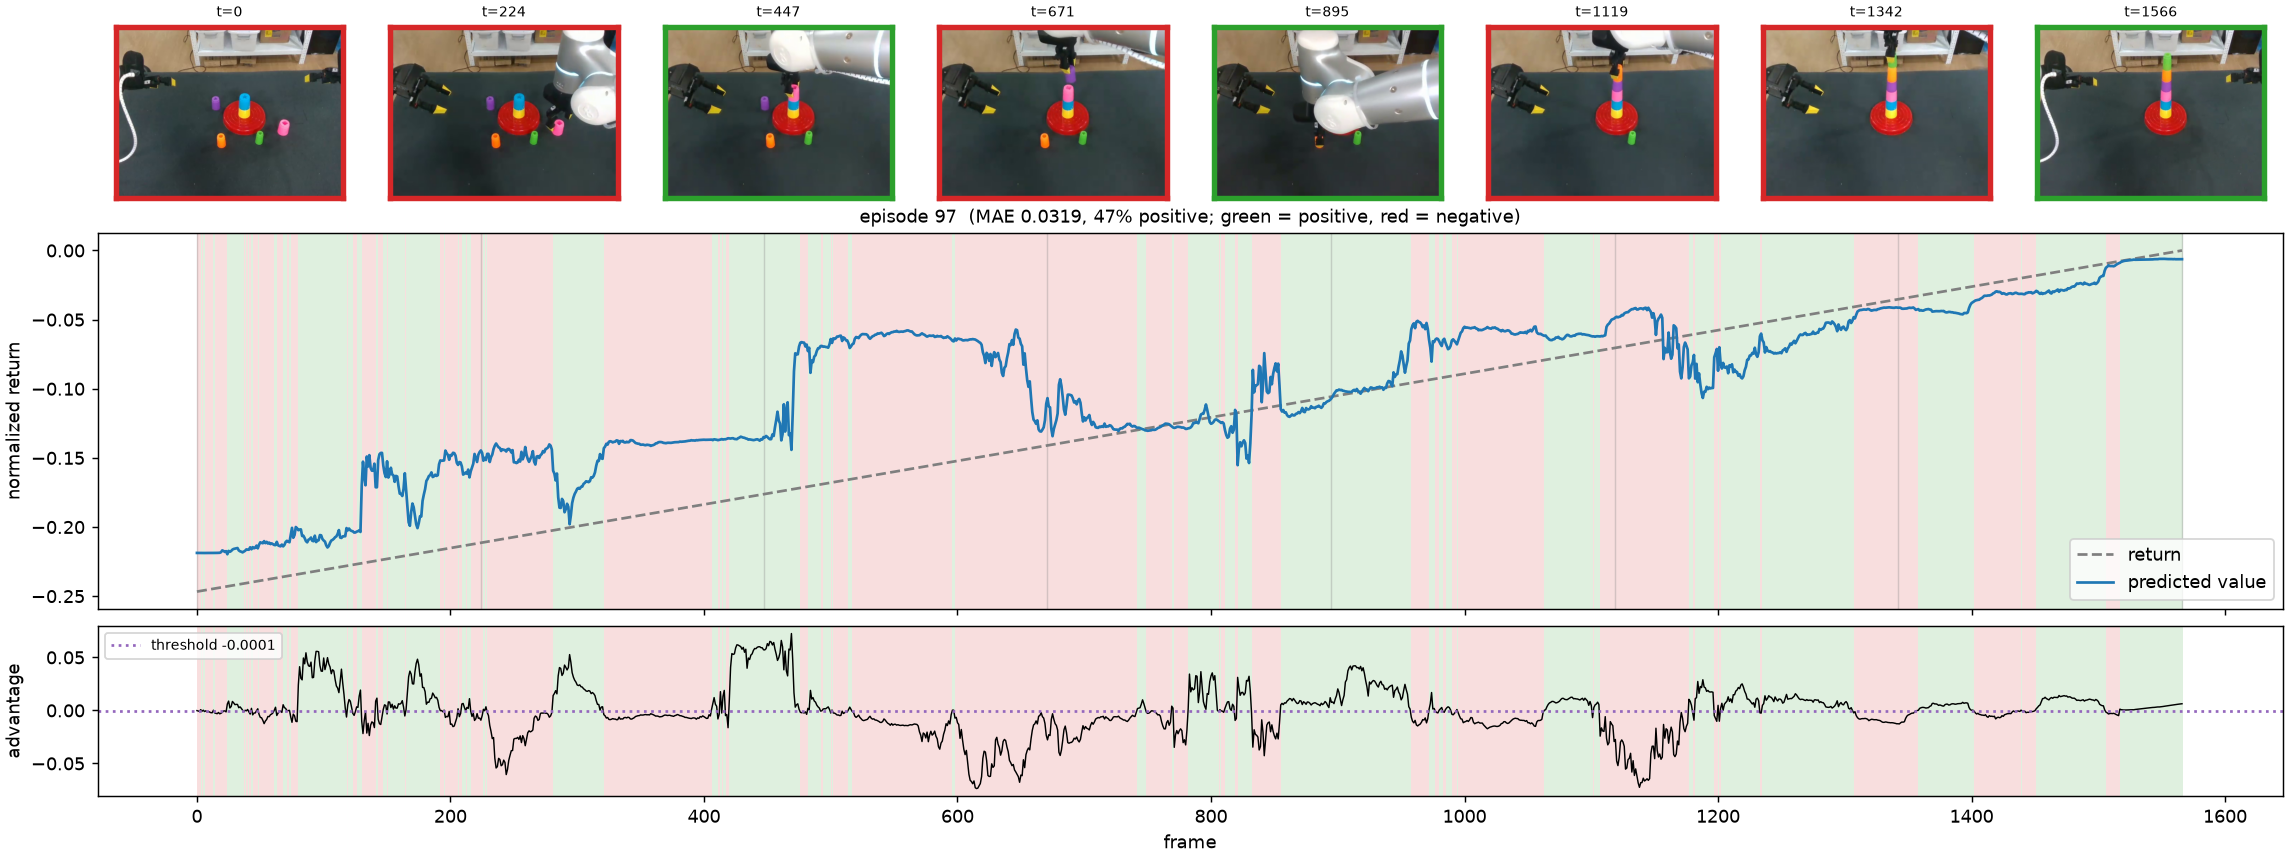 t=0 t=224 t=447 t=671 t=895 t=1119 t=1342 t=1566
episode 97 (MAE 0.0319, 47% positive; green = positive, red = negative)
normalized return
0.00
−0.05
−0.10
−0.15
−0.20
−0.25
return
predicted value
advantage
0.05
0.00
−0.05
threshold -0.0001
0 200 400 600 800 1000 1200 1400 1600
frame